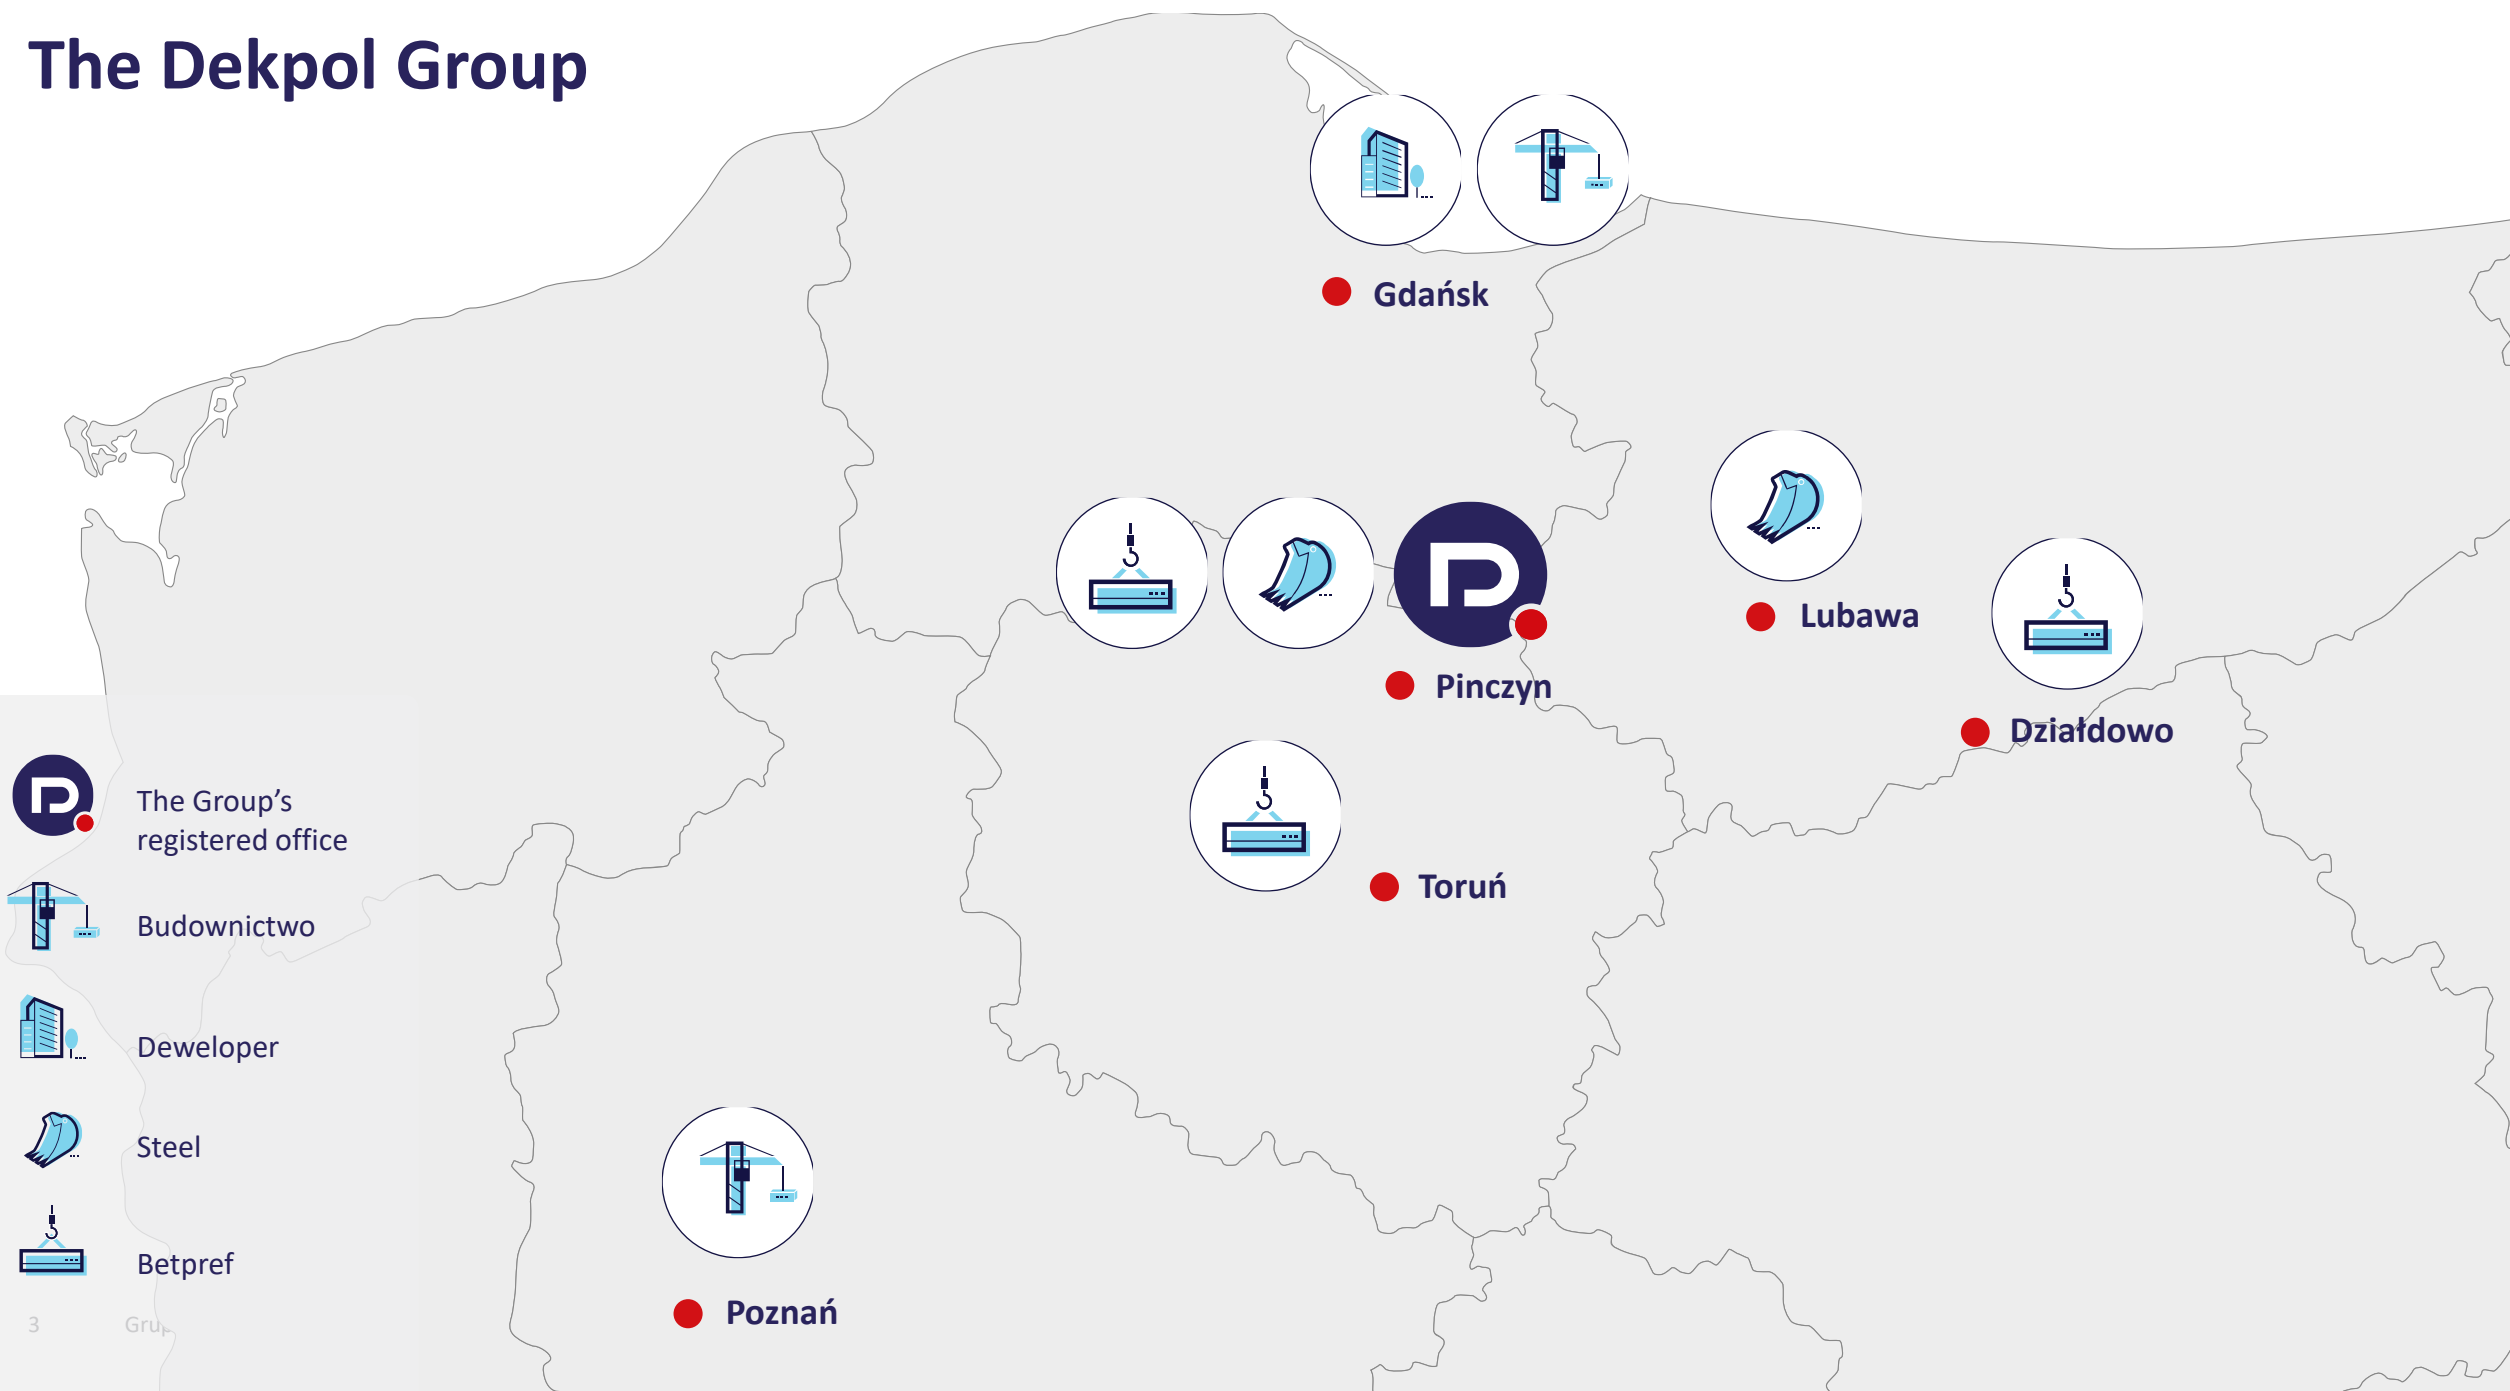 The Dekpol Group
Gdańsk
Lubawa
Pinczyn
Działdowo
Toruń
Poznań
The Group's
registered office
Budownictwo
Deweloper
Steel
Betpref
3